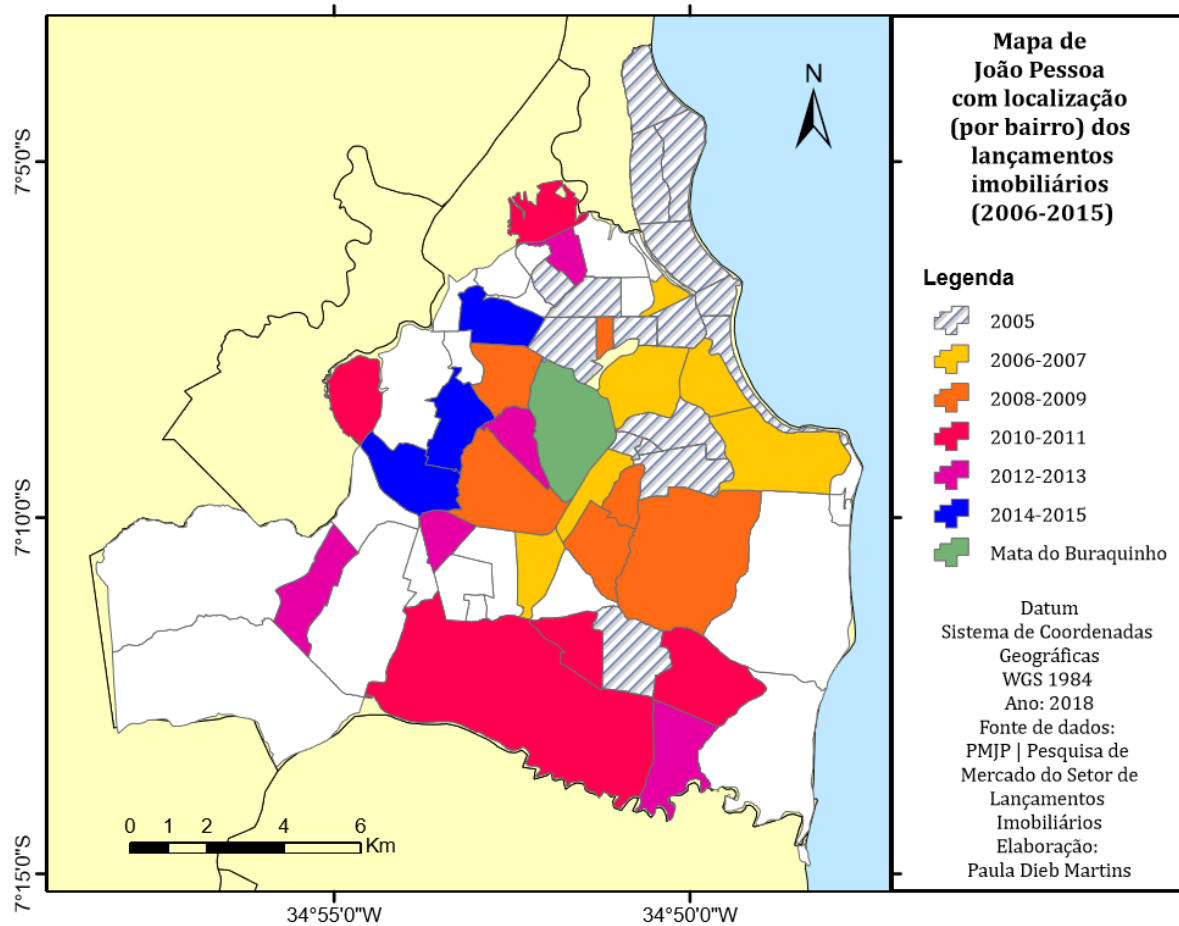 Mapa de
João Pessoa
com localização
(por bairro) dos
lançamentos
imobiliários
(2006-2015)
N
7°5'0"S
7°10'0"S
7°15'0"S
34°55'0"W
34°50'0"W
0 1 2 4 6
Km
Legenda
2005
2006-2007
2008-2009
2010-2011
2012-2013
2014-2015
Mata do Buraquinho
Datum
Sistema de Coordenadas
Geográficas
WGS 1984
Ano: 2018
Fonte de dados:
PMJP | Pesquisa de
Mercado do Setor de
Lançamentos
Imobiliários
Elaboração:
Paula Dieb Martins